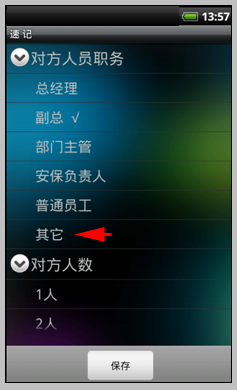 13:57
速 记
对方人员职务
总经理
副总 √
部门主管
安保负责人
普通员工
其它
对方人数
1人
2人
保存